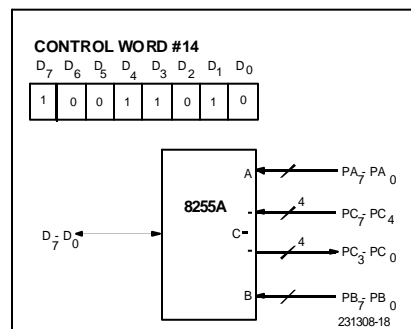 CONTROL WORD #14
D7 D6 D5 D4 D3 D2 D1 D0
1 0 0 1 1 0 1 0
A PA7-PA0
4 PC7-PC4
8255A
D7-D0 C
4 PC3-PC0
B PB7-PB0
231308-18